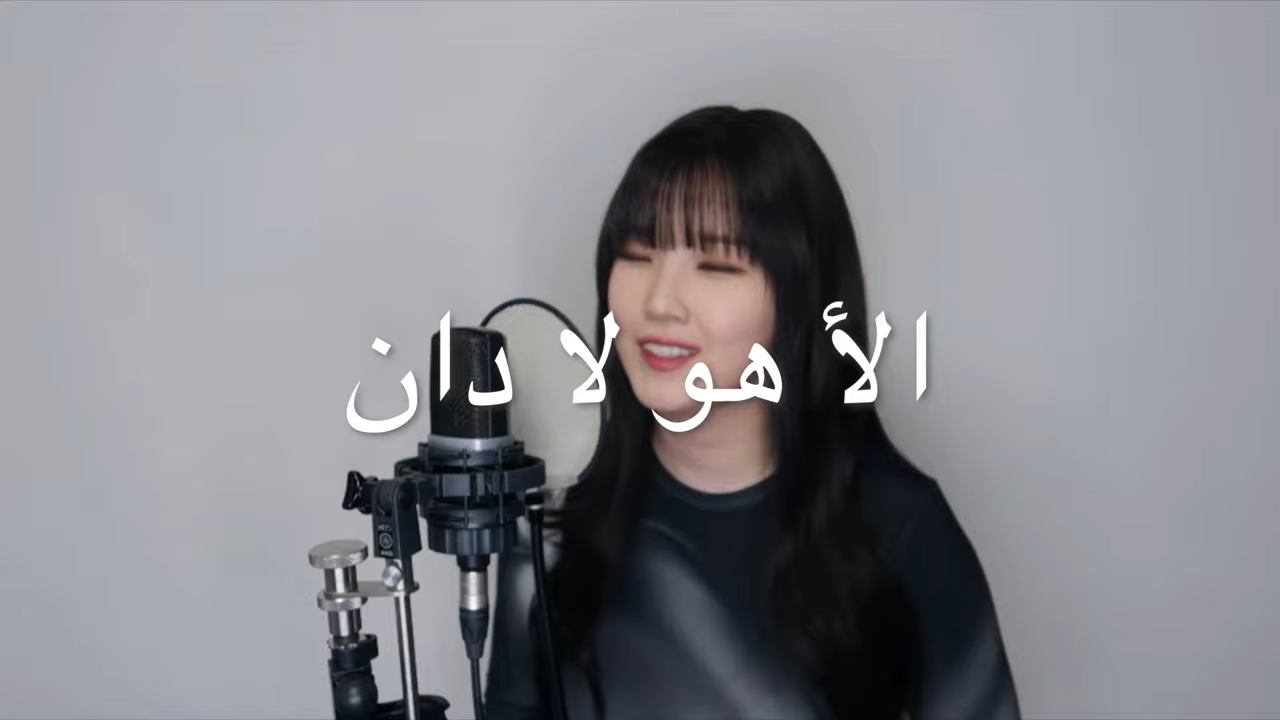 الأ هو لا دان